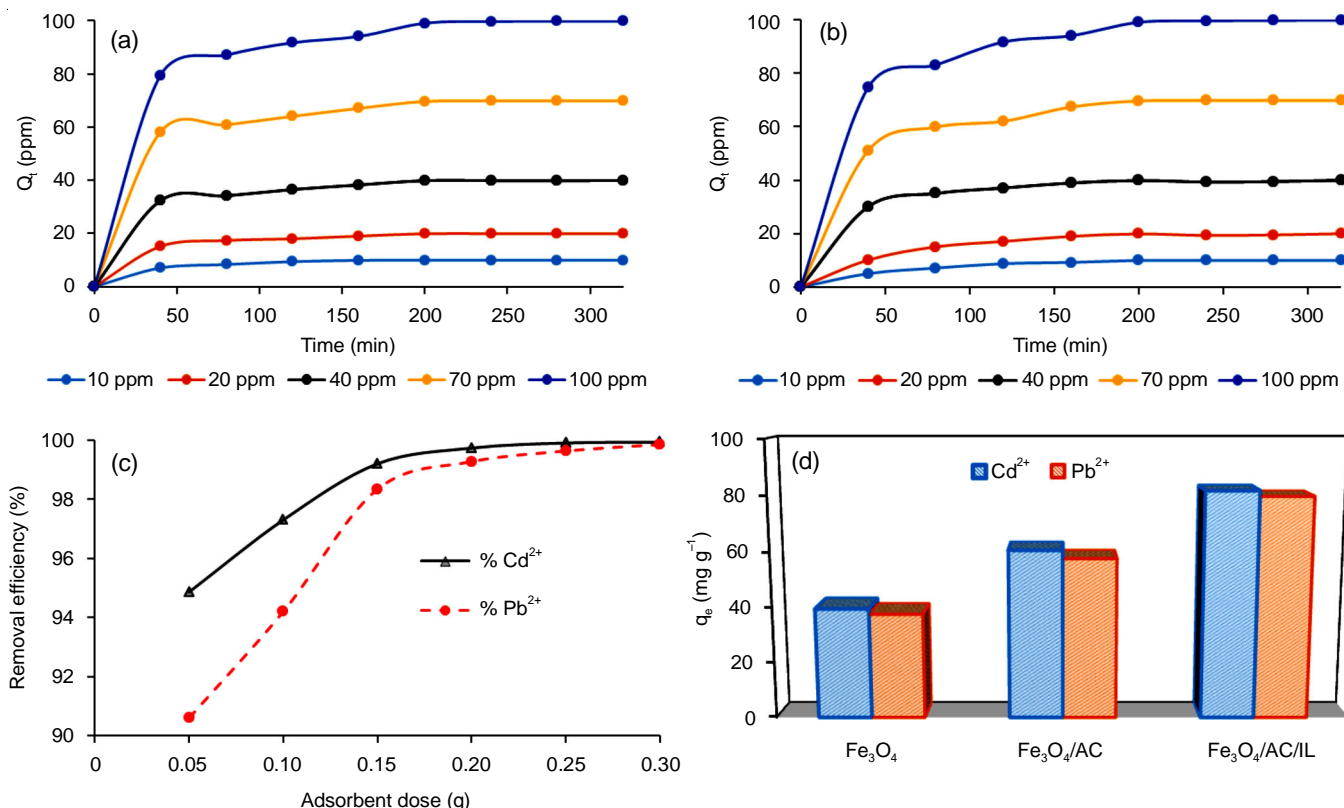 (a)
100
80
60
40
20
0
Q_t (ppm)
0 50 100 150 200 250 300
Time (min)
10 ppm 20 ppm 40 ppm 70 ppm 100 ppm
(b)
100
80
60
40
20
0
Q_t (ppm)
0 50 100 150 200 250 300
Time (min)
10 ppm 20 ppm 40 ppm 70 ppm 100 ppm
(c)
100
98
96
94
92
90
Removal efficiency (%)
% Cd²⁺
% Pb²⁺
0 0.05 0.10 0.15 0.20 0.25 0.30
Adsorbent dose (g)
(d)
100
80
60
40
20
0
q_e (mg g⁻¹)
Cd²⁺ Pb²⁺
Fe₃O₄ Fe₃O₄/AC Fe₃O₄/AC/IL